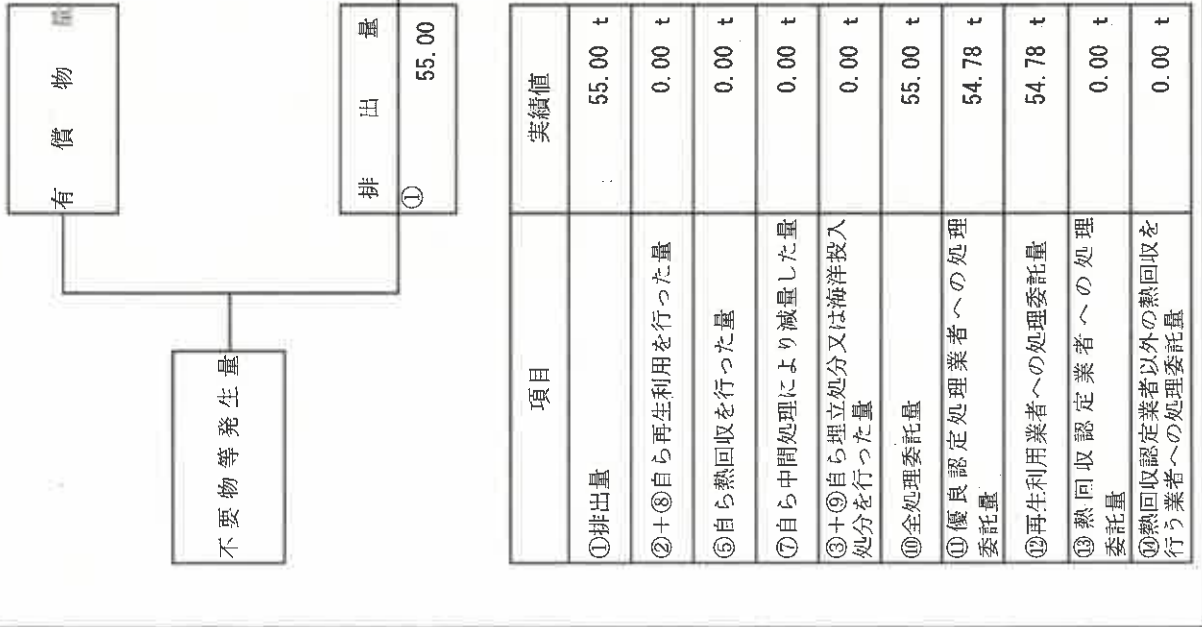 有償物
不要物等発生量
排出量
①
55.00
項目 実績値
①排出量 55.00 t
②+⑧自ら再生利用を行った量 0.00 t
⑤自ら熱回収を行った量 0.00 t
⑦自ら中間処理により減量した量 0.00 t
③+⑨自ら埋立処分又は海洋投入
処分を行った量 0.00 t
⑩全処理委託量 55.00 t
⑪優良認定処理業者への処理
委託量 54.78 t
⑫再生利用業者への処理委託量 54.78 t
⑬熱回収認定業者への処理
委託量 0.00 t
⑭熱回収認定業者以外の熱回収を
行う業者への処理委託量 0.00 t